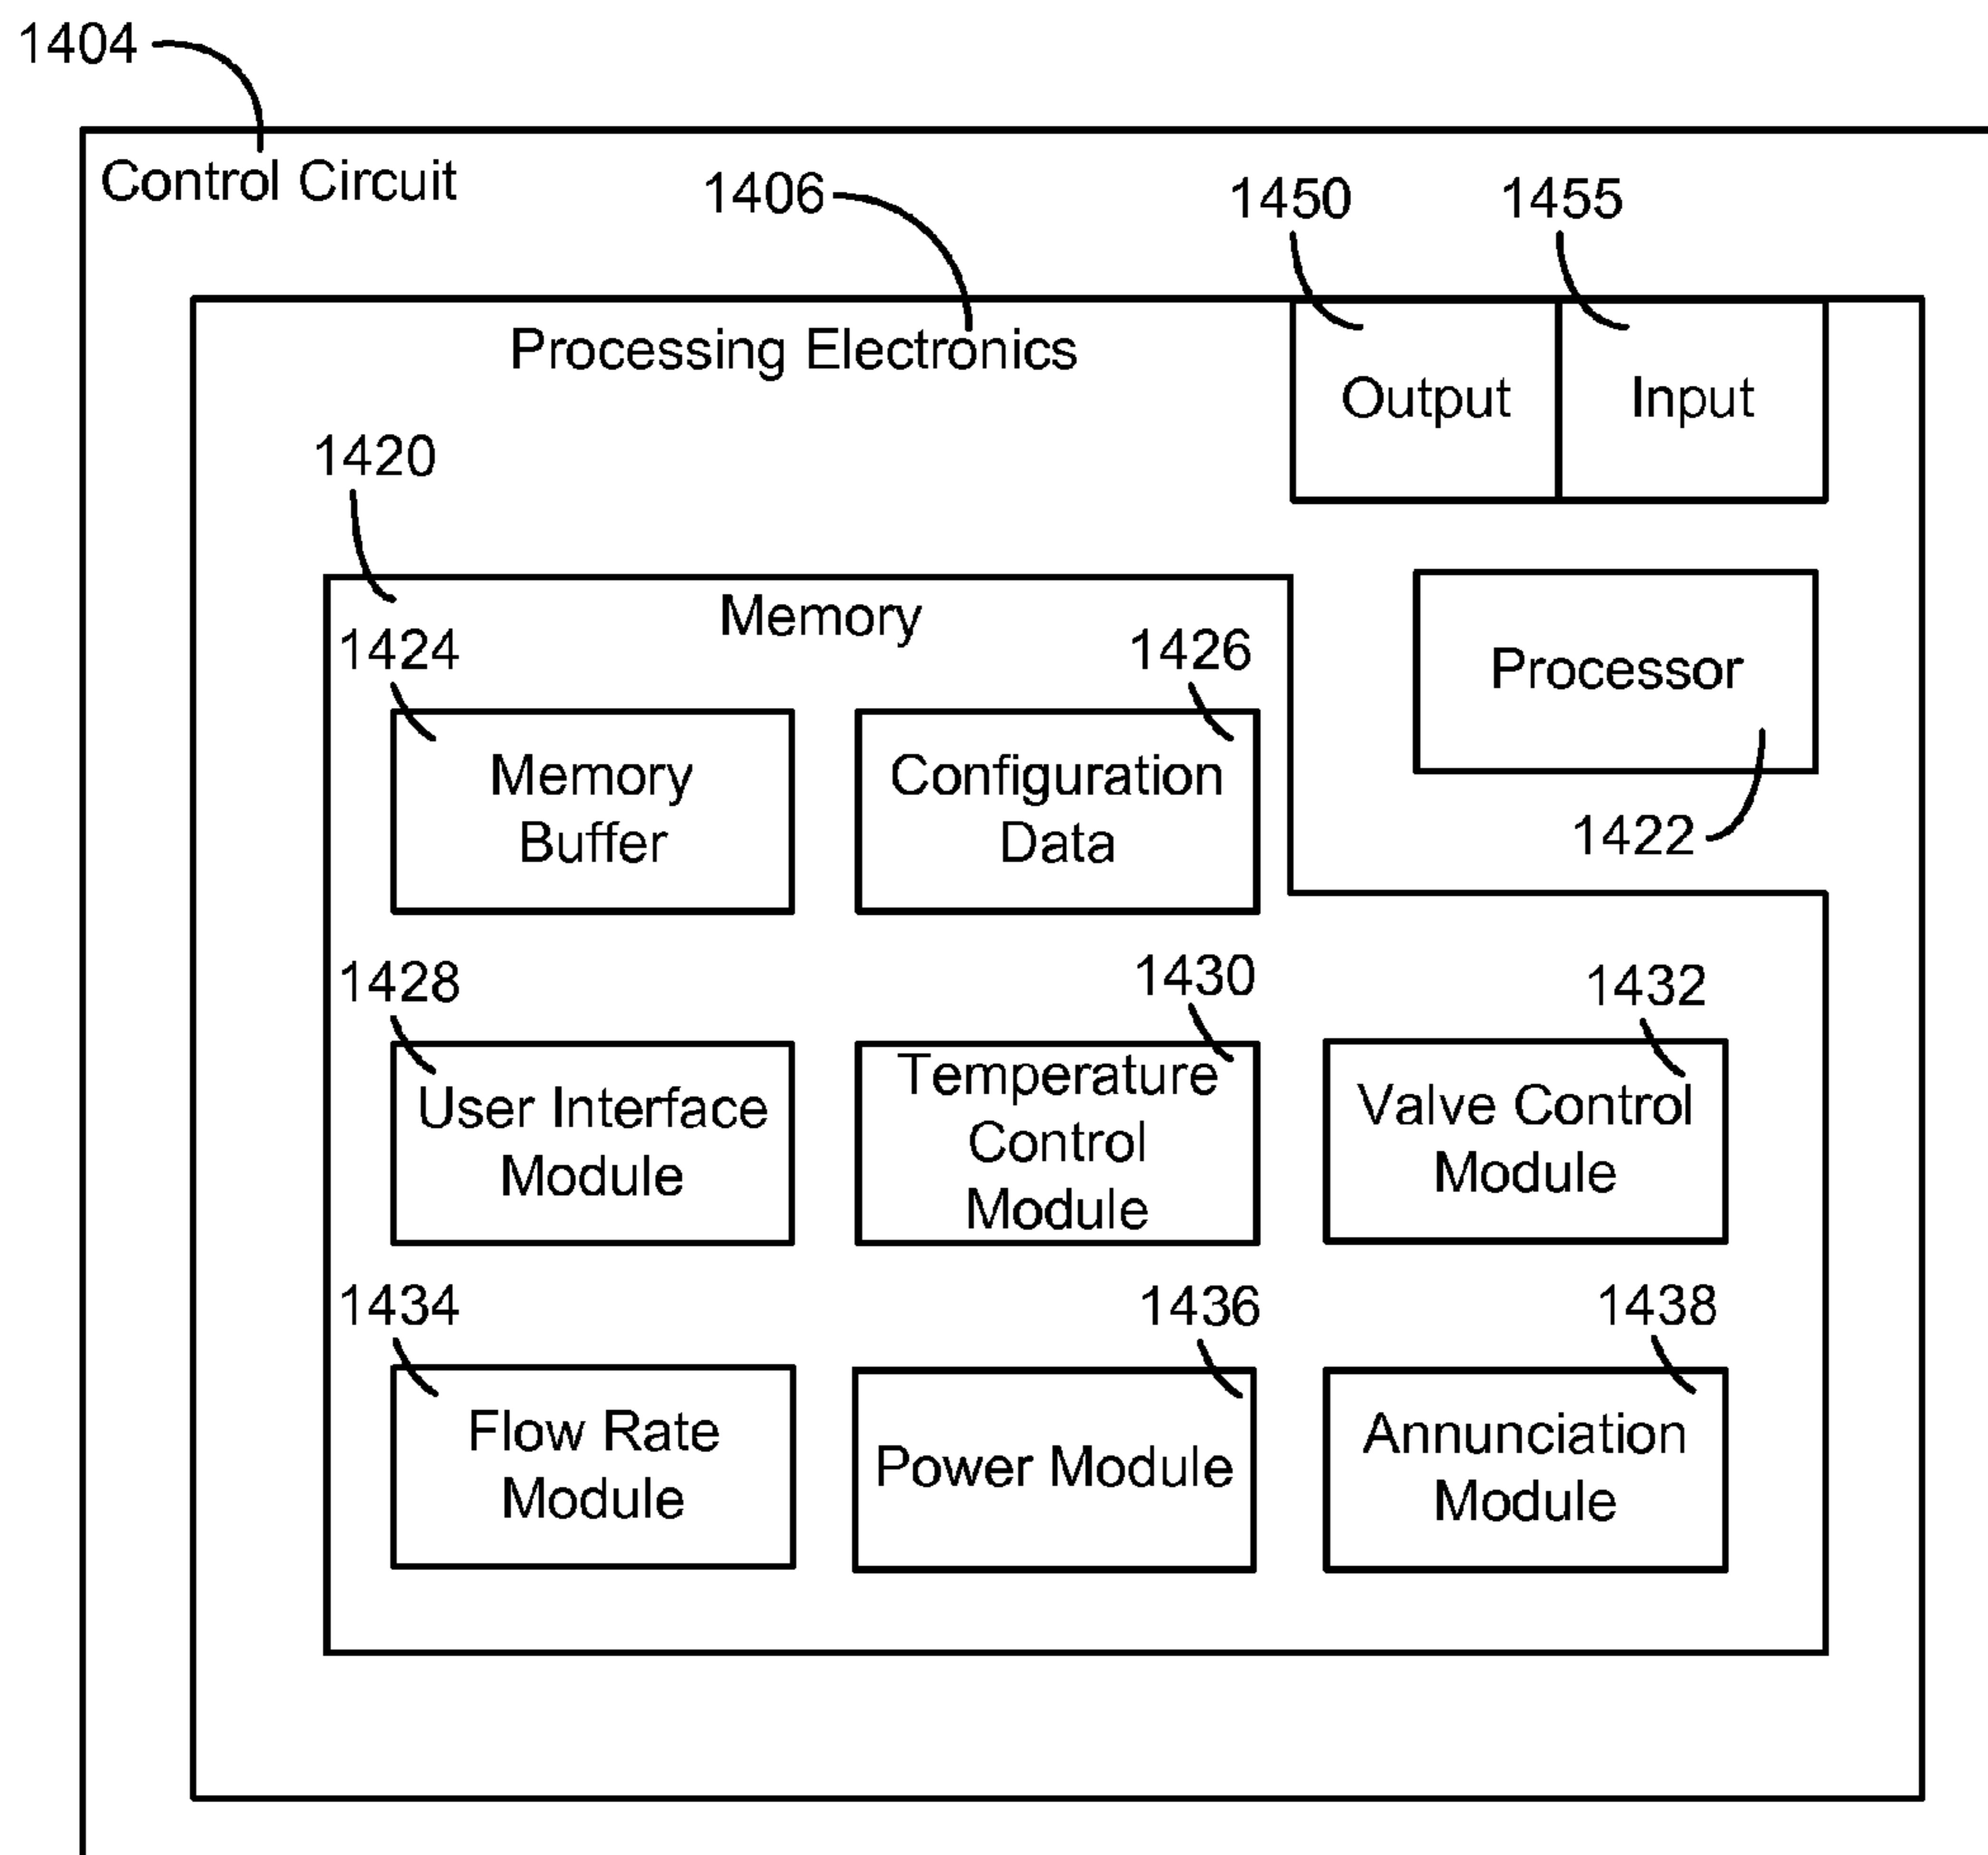 1404
Control Circuit
1406
1450
1455
Processing Electronics
Output
Input
1420
Memory
1424
1426
Processor
1422
Memory
Buffer
Configuration
Data
1428
1430
1432
User Interface
Module
Temperature
Control
Module
Valve Control
Module
1434
1436
1438
Flow Rate
Module
Power Module
Annunciation
Module